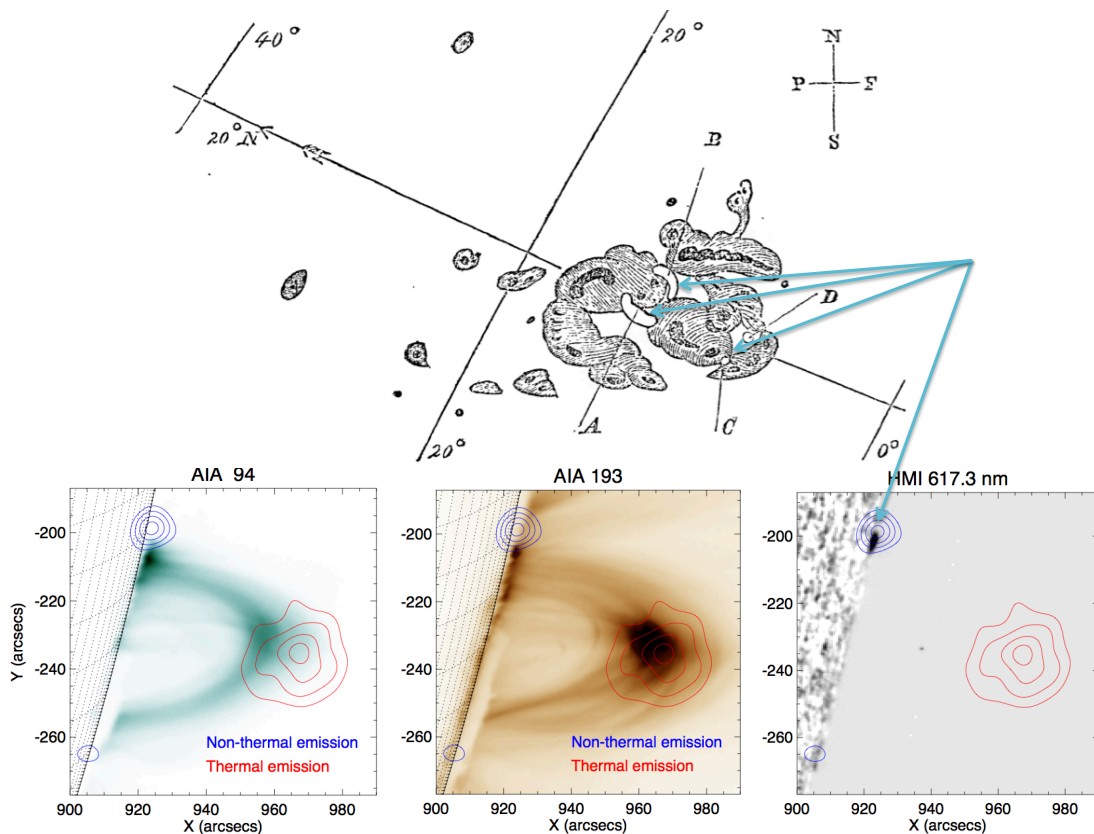 40°
20°
N
P F
S
20° N
B
D
A
C
20°
0°
AIA 94
AIA 193
HMI 617.3 nm
Y (arcsecs)
-200
-220
-240
-260
Non-thermal emission
Thermal emission
900 920 940 960 980
X (arcsecs)
-200
-220
-240
-260
Non-thermal emission
Thermal emission
900 920 940 960 980
X (arcsecs)
-200
-220
-240
-260
900 920 940 960 980
X (arcsecs)